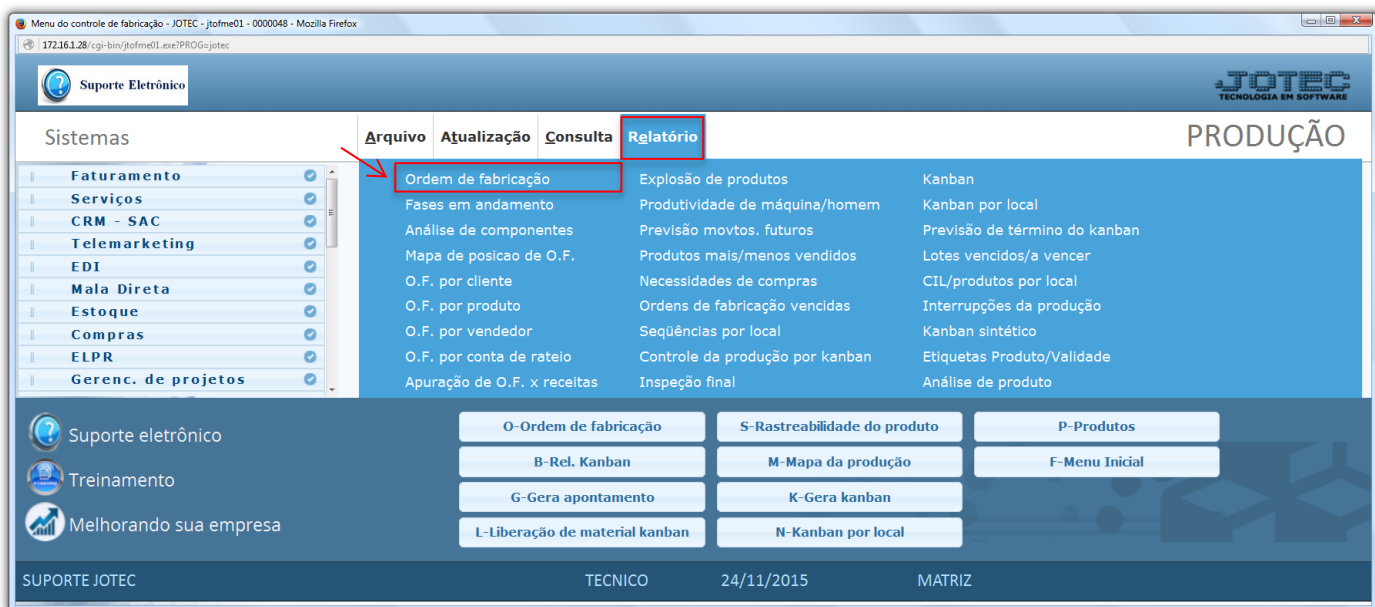 Menu do controle de fabricação - JOTEC - jtofme01 - 0000048 - Mozilla Firefox
172.16.1.28/cgi-bin/jtofme01.exe?PROG=jotec
Suporte Eletrônico
JOTEC
TECNOLOGIA EM SOFTWARE
Sistemas
Arquivo Atualização Consulta Relatório
PRODUÇÃO
Faturamento
Serviços
CRM - SAC
Telemarketing
EDI
Mala Direta
Estoque
Compras
ELPR
Gerenc. de projetos
Ordem de fabricação
Fases em andamento
Análise de componentes
Mapa de posicao de O.F.
O.F. por cliente
O.F. por produto
O.F. por vendedor
O.F. por conta de rateio
Apuração de O.F. x receitas
Explosão de produtos
Produtividade de máquina/homem
Previsão movtos. futuros
Produtos mais/menos vendidos
Necessidades de compras
Ordens de fabricação vencidas
Seqüências por local
Controle da produção por kanban
Inspeção final
Kanban
Kanban por local
Previsão de término do kanban
Lotes vencidos/a vencer
CIL/produtos por local
Interrupções da produção
Kanban sintético
Etiquetas Produto/Validade
Análise de produto
Suporte eletrônico
Treinamento
Melhorando sua empresa
O-Ordem de fabricação
S-Rastreabilidade do produto
P-Produtos
B-Rel. Kanban
M-Mapa da produção
F-Menu Inicial
G-Gera apontamento
K-Gera kanban
L-Liberação de material kanban
N-Kanban por local
SUPORTE JOTEC
TECNICO
24/11/2015
MATRIZ